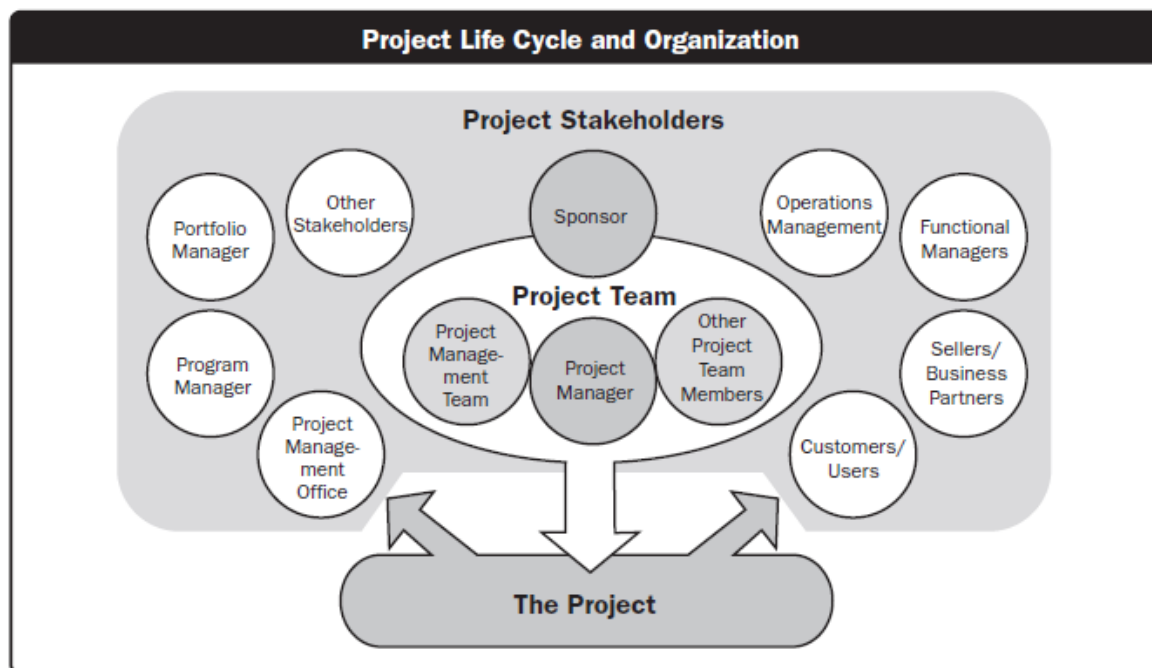 Project Life Cycle and Organization
Project Stakeholders
Portfolio
Manager
Other
Stakeholders
Sponsor
Operations
Management
Functional
Managers
Project Team
Program
Manager
Project
Manage-
ment
Team
Project
Manager
Other
Project
Team
Members
Sellers/
Business
Partners
Project
Manage-
ment
Office
Customers/
Users
The Project